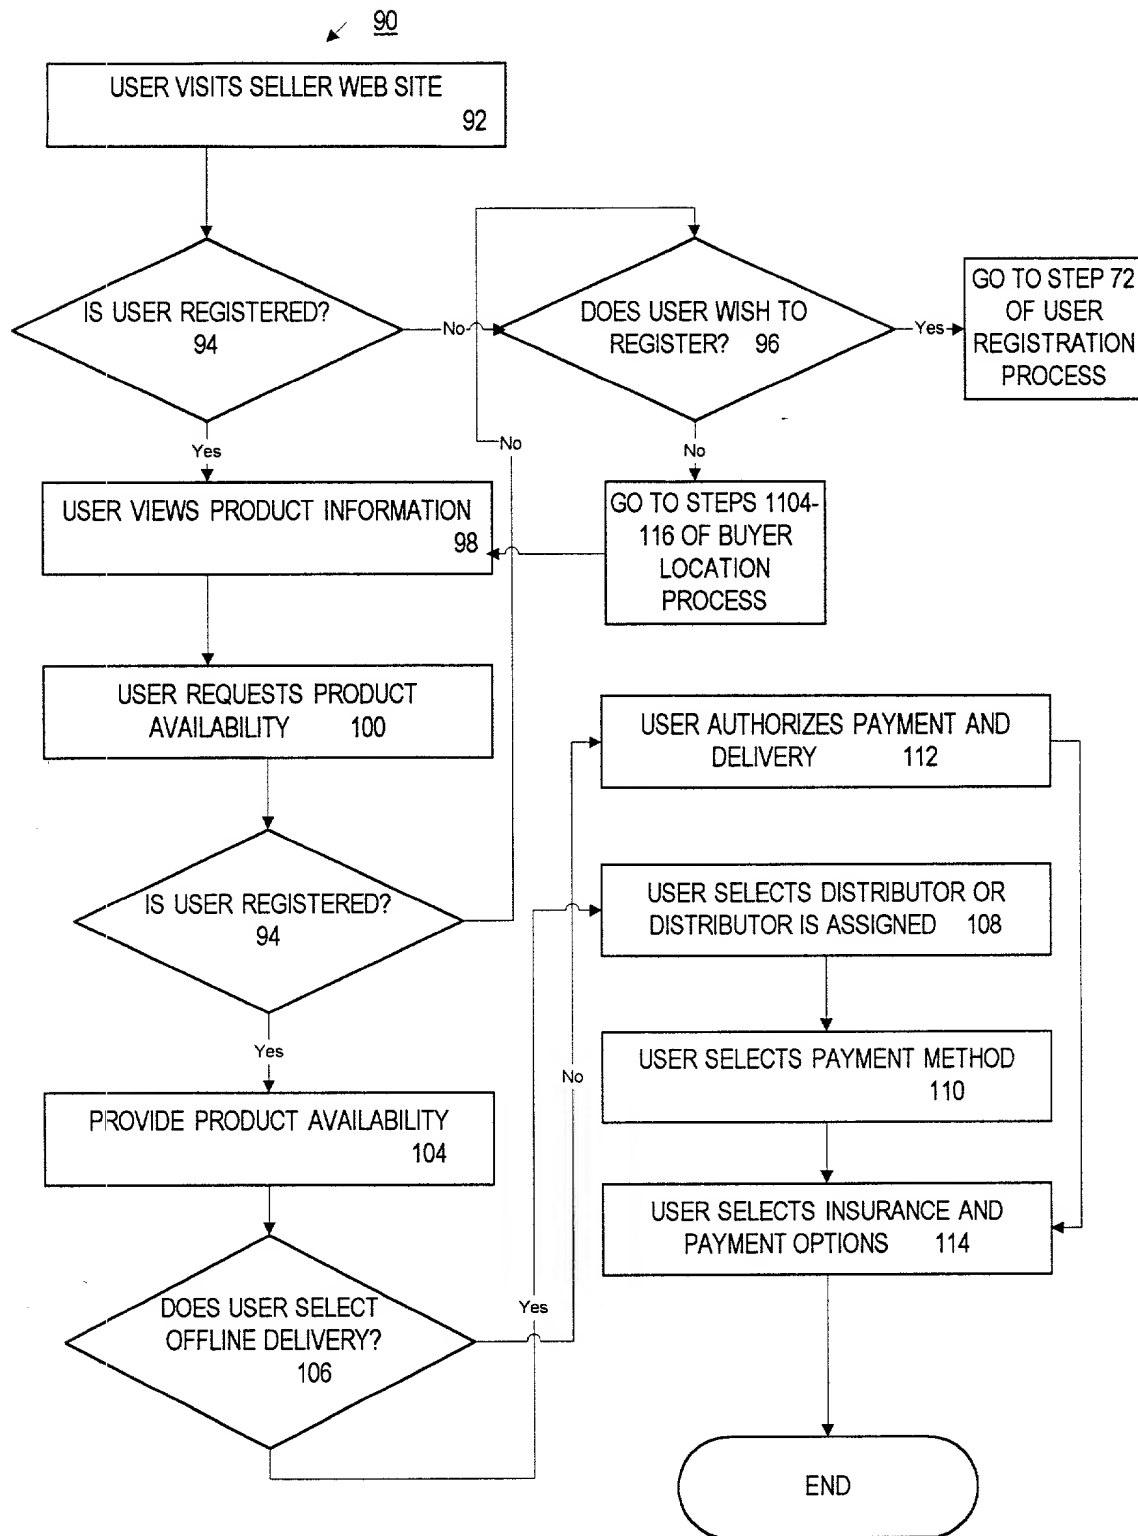 90
USER VISITS SELLER WEB SITE
92
IS USER REGISTERED?
94
No
DOES USER WISH TO
REGISTER? 96
Yes
GO TO STEP 72
OF USER
REGISTRATION
PROCESS
Yes
No
No
USER VIEWS PRODUCT INFORMATION
98
GO TO STEPS 1104-
116 OF BUYER
LOCATION
PROCESS
USER REQUESTS PRODUCT
AVAILABILITY 100
USER AUTHORIZES PAYMENT AND
DELIVERY 112
IS USER REGISTERED?
94
USER SELECTS DISTRIBUTOR OR
DISTRIBUTOR IS ASSIGNED 108
Yes
No
USER SELECTS PAYMENT METHOD
110
PROVIDE PRODUCT AVAILABILITY
104
USER SELECTS INSURANCE AND
PAYMENT OPTIONS 114
DOES USER SELECT
OFFLINE DELIVERY?
106
Yes
END